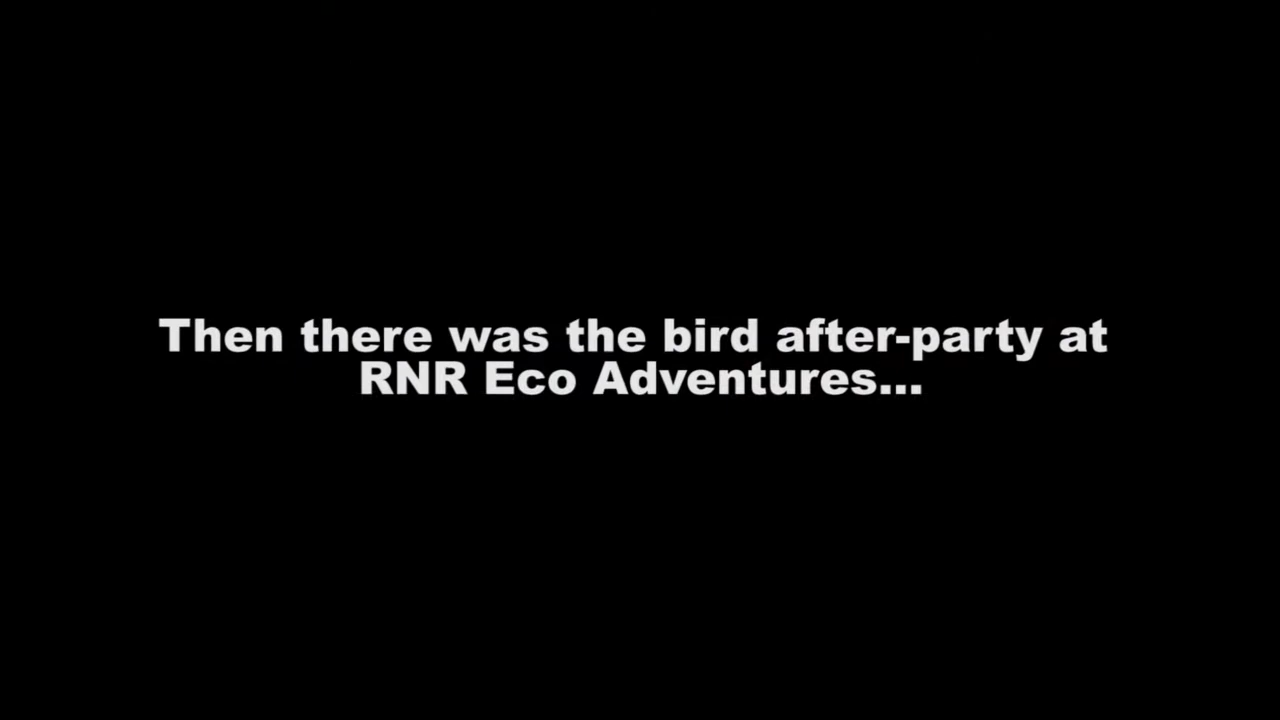 Then there was the bird after-party at
RNR Eco Adventures...